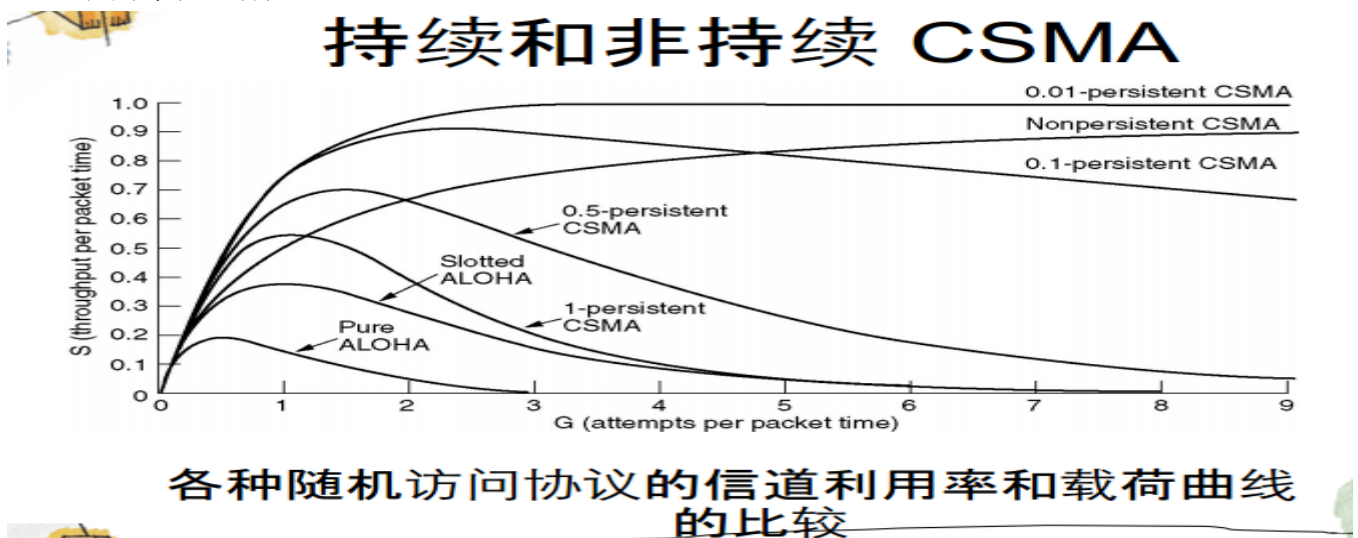 持续和非持续 CSMA
0.01-persistent CSMA
Nonpersistent CSMA
0.1-persistent CSMA
0.5-persistent
CSMA
Slotted
ALOHA
1-persistent
CSMA
Pure
ALOHA
S (throughput per packet time)
1.0
0.9
0.8
0.7
0.6
0.5
0.4
0.3
0.2
0.1
0
0 1 2 3 4 5 6 7 8 9
G (attempts per packet time)
各种随机访问协议的信道利用率和载荷曲线
的比较